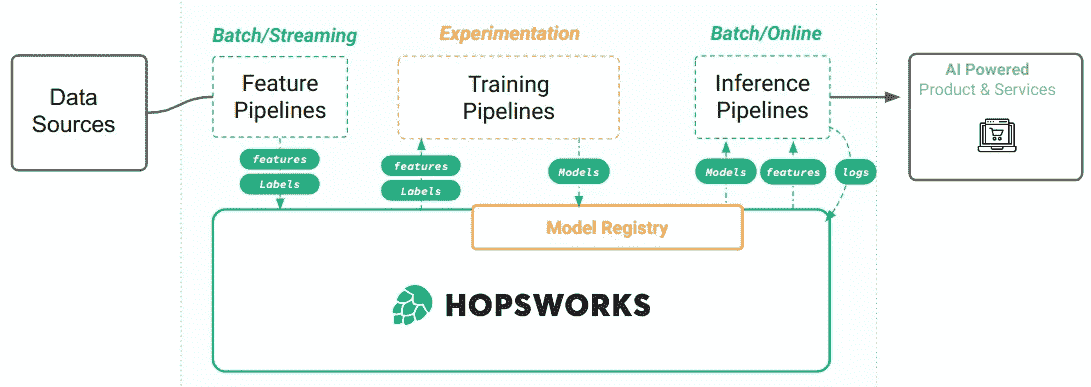 Batch/Streaming
Experimentation
Batch/Online
Data
Sources
Feature
Pipelines
Training
Pipelines
Inference
Pipelines
AI Powered
Product & Services
features
Labels
features
Labels
Models
Models
features
logs
Model Registry
HOPSWORKS